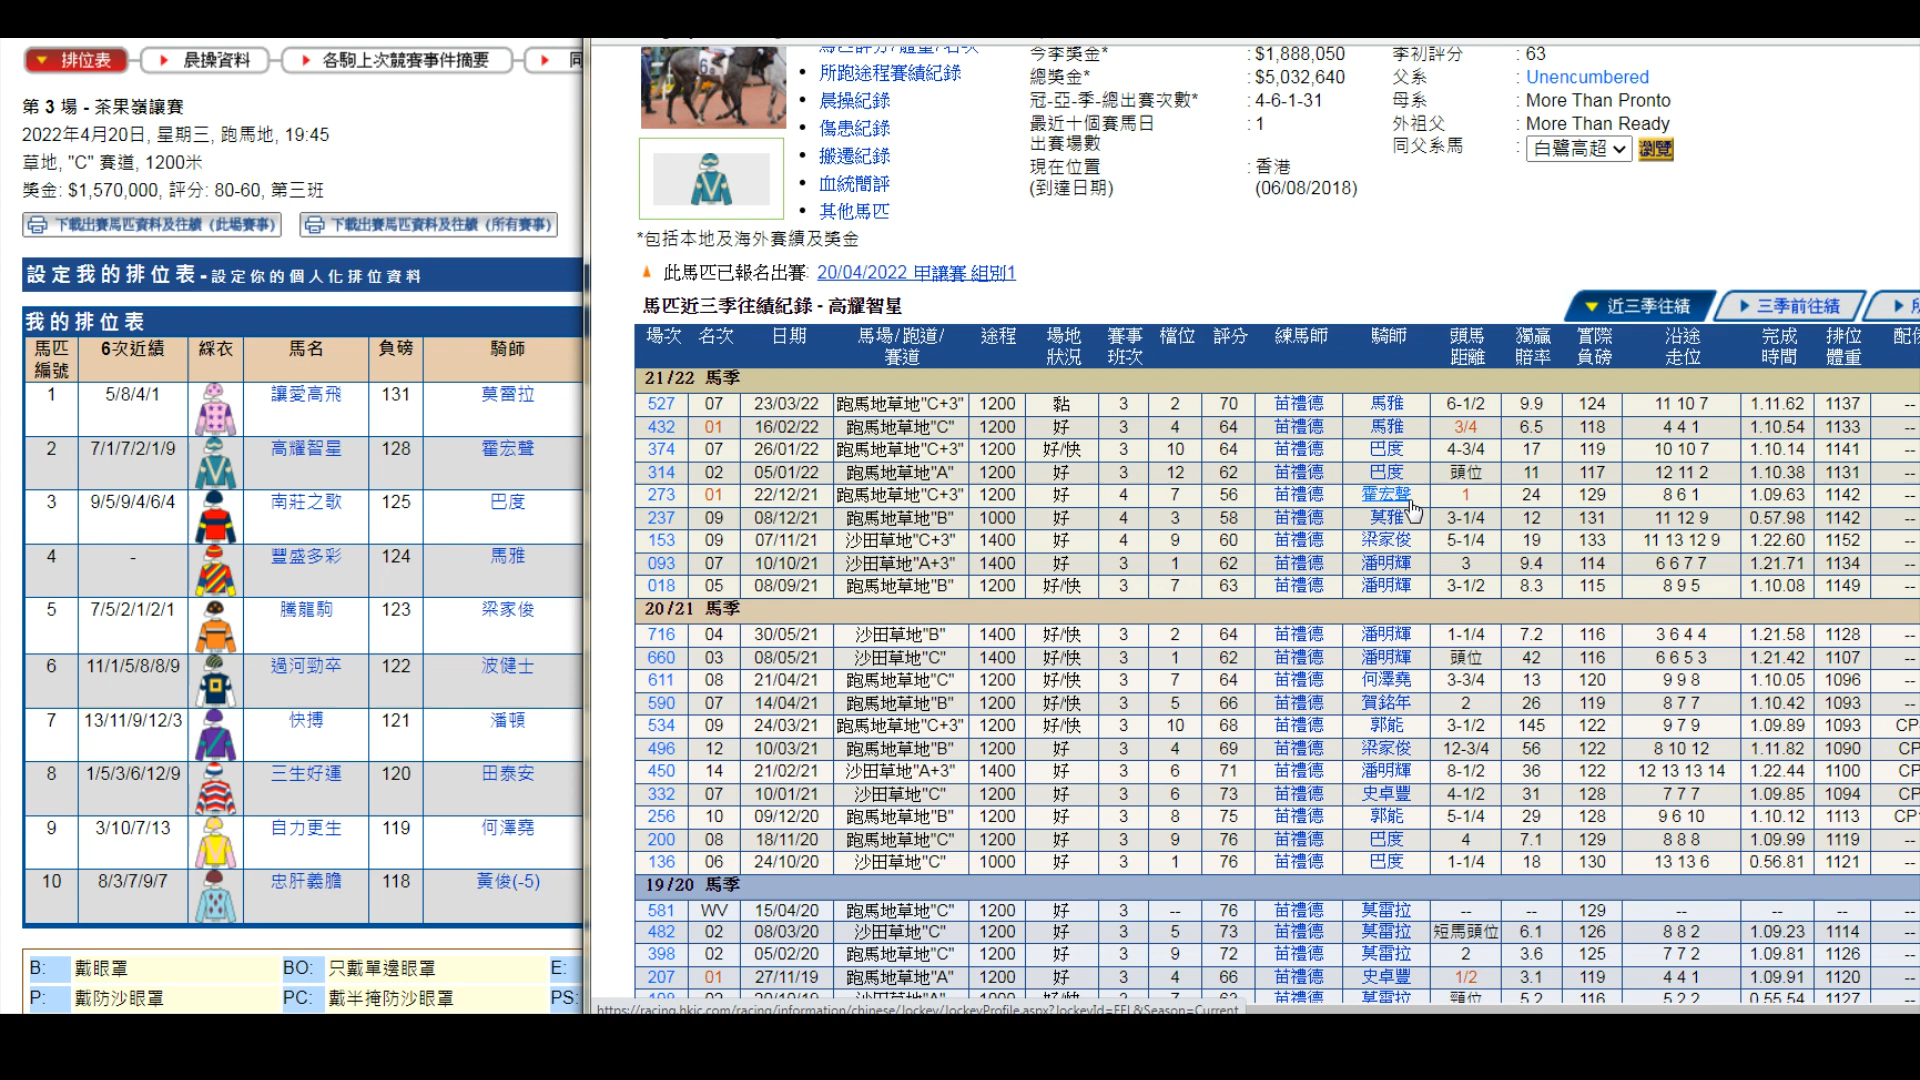 排位表 晨操資料 各駒上次競賽事件摘要
第 3 場 - 茶果嶺讓賽
2022年4月20日, 星期三, 跑馬地, 19:45
草地, "C" 賽道, 1200米
獎金: $1,570,000, 評分: 80-60, 第三班
下載出賽馬匹資料及往績 (此場賽事) 下載出賽馬匹資料及往績 (所有賽事)
設定我的排位表-設定你的個人化排位資料
我的排位表
馬匹編號 6次近績 綵衣 馬名 負磅 騎師
1 5/8/4/1 讓愛高飛 131 莫雷拉
2 7/1/7/2/1/9 高耀智星 128 霍宏聲
3 9/5/9/4/6/4 南莊之歌 125 巴度
4 - 豐盛多彩 124 馬雅
5 7/5/2/1/2/1 騰龍駒 123 梁家俊
6 11/1/5/8/8/9 過河勁卒 122 波健士
7 13/11/9/12/3 快搏 121 潘頓
8 1/5/3/6/12/9 三生好運 120 田泰安
9 3/10/7/13 自力更生 119 何澤堯
10 8/3/7/9/7 忠肝義膽 118 黃俊(-5)
B: 戴眼罩 BO: 只戴單邊眼罩 E:
P: 戴防沙眼罩 PC: 戴半掩防沙眼罩 PS:
馬匹評分/體重/名次
• 所跑途程賽績紀錄
• 晨操紀錄
• 傷患紀錄
• 搬遷紀錄
• 血統簡評
• 其他馬匹
今季獎金* : $1,888,050
總獎金* : $5,032,640
冠-亞-季-總出賽次數* : 4-6-1-31
最近十個賽馬日 : 1
出賽場數
現在位置 : 香港
(到達日期) (06/08/2018)
季初評分 : 63
父系 : Unencumbered
母系 : More Than Pronto
外祖父 : More Than Ready
同父系馬 : 白鷺高超 瀏覽
*包括本地及海外賽績及獎金
此馬匹已報名出賽: 20/04/2022 甲讓賽 組別1
馬匹近三季往績紀錄 - 高耀智星
近三季往績 三季前往績
場次 名次 日期 馬場/跑道/賽道 途程 場地狀況 賽事班次 檔位 評分 練馬師 騎師 頭馬距離 獨贏賠率 實際負磅 沿途走位 完成時間 排位體重
21/22 馬季
527 07 23/03/22 跑馬地草地"C+3" 1200 黏 3 2 70 苗禮德 馬雅 6-1/2 9.9 124 11 10 7 1.11.62 1137 --
432 01 16/02/22 跑馬地草地"C" 1200 好 3 4 64 苗禮德 馬雅 3/4 6.5 118 4 4 1 1.10.54 1133 --
374 07 26/01/22 跑馬地草地"C+3" 1200 好/快 3 10 64 苗禮德 巴度 4-3/4 17 119 10 10 7 1.10.14 1141 --
314 02 05/01/22 跑馬地草地"A" 1200 好 3 12 62 苗禮德 巴度 頭位 11 117 12 11 2 1.10.38 1131 --
273 01 22/12/21 跑馬地草地"C+3" 1200 好 4 7 56 苗禮德 霍宏聲 1 24 129 8 6 1 1.09.63 1142 --
237 09 08/12/21 跑馬地草地"B" 1000 好 4 3 58 苗禮德 莫雅 3-1/4 12 131 11 12 9 0.57.98 1142 --
153 09 07/11/21 沙田草地"C+3" 1400 好 4 9 60 苗禮德 梁家俊 5-1/4 19 133 11 13 12 9 1.22.60 1152 --
093 07 10/10/21 沙田草地"A+3" 1400 好 3 1 62 苗禮德 潘明輝 3 9.4 114 6 6 7 7 1.21.71 1134 --
018 05 08/09/21 跑馬地草地"B" 1200 好/快 3 7 63 苗禮德 潘明輝 3-1/2 8.3 115 8 9 5 1.10.08 1149 --
20/21 馬季
716 04 30/05/21 沙田草地"B" 1400 好/快 3 2 64 苗禮德 潘明輝 1-1/4 7.2 116 3 6 4 4 1.21.58 1128 --
660 03 08/05/21 沙田草地"C" 1400 好/快 3 1 62 苗禮德 潘明輝 頭位 42 116 6 6 5 3 1.21.42 1107 --
611 08 21/04/21 跑馬地草地"C" 1200 好/快 3 7 64 苗禮德 何澤堯 3-3/4 13 120 9 9 8 1.10.05 1096 --
590 07 14/04/21 跑馬地草地"B" 1200 好/快 3 5 66 苗禮德 賀銘年 2 26 119 8 7 7 1.10.42 1093 --
534 09 24/03/21 跑馬地草地"C+3" 1200 好/快 3 10 68 苗禮德 郭能 3-1/2 145 122 9 7 9 1.09.89 1093 CP
496 12 10/03/21 跑馬地草地"B" 1200 好 3 4 69 苗禮德 梁家俊 12-3/4 56 122 8 10 12 1.11.82 1090 CP
450 14 21/02/21 沙田草地"A+3" 1400 好 3 6 71 苗禮德 潘明輝 8-1/2 36 122 12 13 13 14 1.22.44 1100 CP
332 07 10/01/21 沙田草地"C" 1200 好 3 6 73 苗禮德 史卓豐 4-1/2 31 128 7 7 7 1.09.85 1094 CP
256 10 09/12/20 跑馬地草地"B" 1200 好 3 8 75 苗禮德 郭能 5-1/4 29 128 9 6 10 1.10.12 1113 CP
200 08 18/11/20 跑馬地草地"C" 1200 好 3 9 76 苗禮德 巴度 4 7.1 129 8 8 8 1.09.99 1119 --
136 06 24/10/20 沙田草地"C" 1000 好 3 1 76 苗禮德 巴度 1-1/4 18 130 13 13 6 0.56.81 1121 --
19/20 馬季
581 WV 15/04/20 跑馬地草地"C" 1200 好 3 -- 76 苗禮德 莫雷拉 -- -- 129 -- -- -- --
482 02 08/03/20 沙田草地"C" 1200 好 3 5 73 苗禮德 莫雷拉 短馬頭位 6.1 126 8 8 2 1.09.23 1114 --
398 02 05/02/20 跑馬地草地"C" 1200 好 3 9 72 苗禮德 莫雷拉 2 3.6 125 7 7 2 1.09.81 1126 --
207 01 27/11/19 跑馬地草地"A" 1200 好 3 4 66 苗禮德 史卓豐 1/2 3.1 119 4 4 1 1.09.91 1120 --
https://racing.hkjc.com/racing/information/chinese/Jockey/JockeyProfile.aspx?JockeyId=FEL&Season=Current